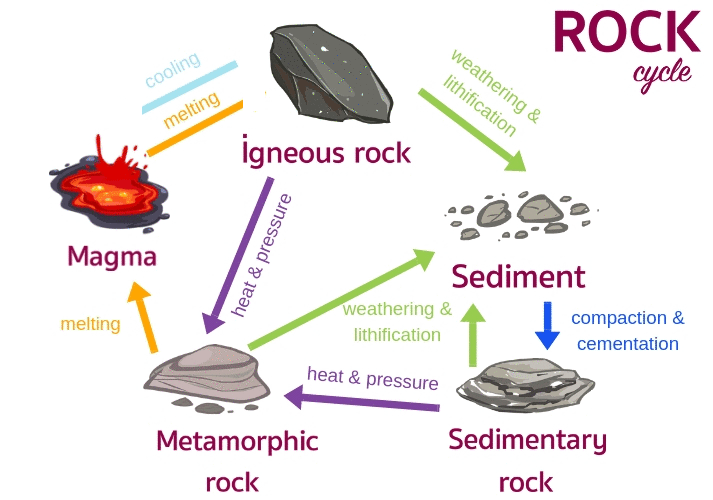 ROCK
cycle
cooling
melting
weathering &
lithification
Igneous rock
heat & pressure
Magma
Sediment
melting
weathering &
lithification
compaction &
cementation
heat & pressure
Metamorphic
rock
Sedimentary
rock